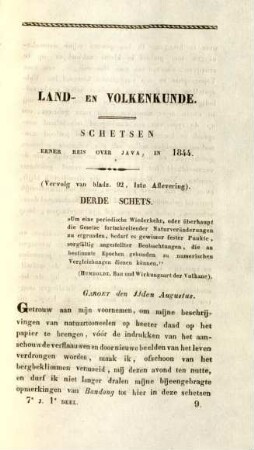 LAND- EN VOLKENKUNDE.
SCHETSEN
EENER REIS OVER JAVA, IN 1844.
(Vervolg van bladz. 92, 1ste Aflevering).
DERDE SCHETS.
«Um eine periodische Wiederkehr, oder überhaupt
die Gesetze fortschreitender Naturveränderungen
zu ergründen, bedarf es gewisser fester Punkte,
sorgfältig angestellter Beobachtungen, die an
bestimmte Epochen gebunden zu numerischen
Vergleichungen dienen können.»
(HUMBOLDT, Bau und Wirkungsart der Vulkane).
GAROET den Augustus.
Getrouw aan mijn voornemen, om mijne beschrij-
vingen van natuurtooneelen op heeter daad op het
papier te brengen, vóór de indrukken van het aan-
schouwde verflaauwen en door nieuwe beelden van het leven
verdrongen worden, maak ik, ofschoon van het
bergbeklimmen vermoeid, mij dezen avond ten nutte,
en darf ik niet langer dralen mijne bijeengebragte
opmerkingen van Bandong tot hier in deze schetsen
7e J. 1e DEEL. 9.